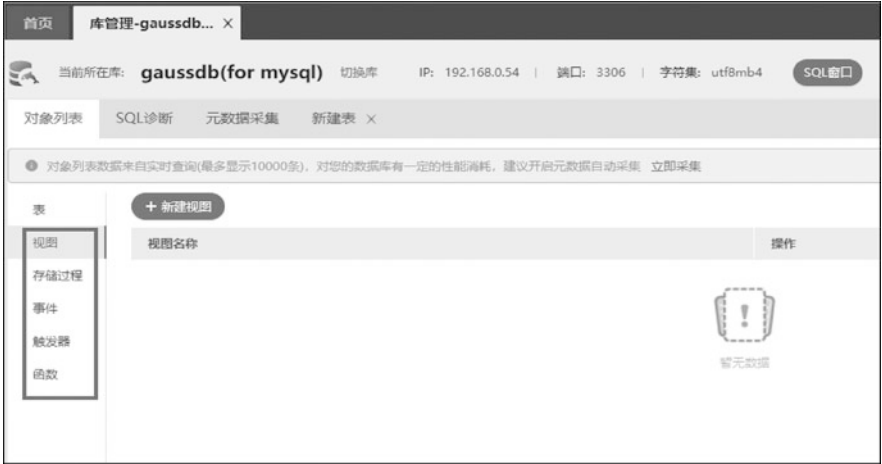 首页 库管理-gaussdb... ×
当前所在库: gaussdb(for mysql) 切换库 IP: 192.168.0.54 | 端口: 3306 | 字符集: utf8mb4 SQL窗口
对象列表 SQL诊断 元数据采集 新建表 ×
对象列表数据来自实时查询(最多显示10000条)，对您的数据库有一定的性能消耗，建议开启元数据自动采集 立即采集
表
+ 新建视图
视图
视图名称 操作
存储过程
事件
触发器
函数
暂无数据